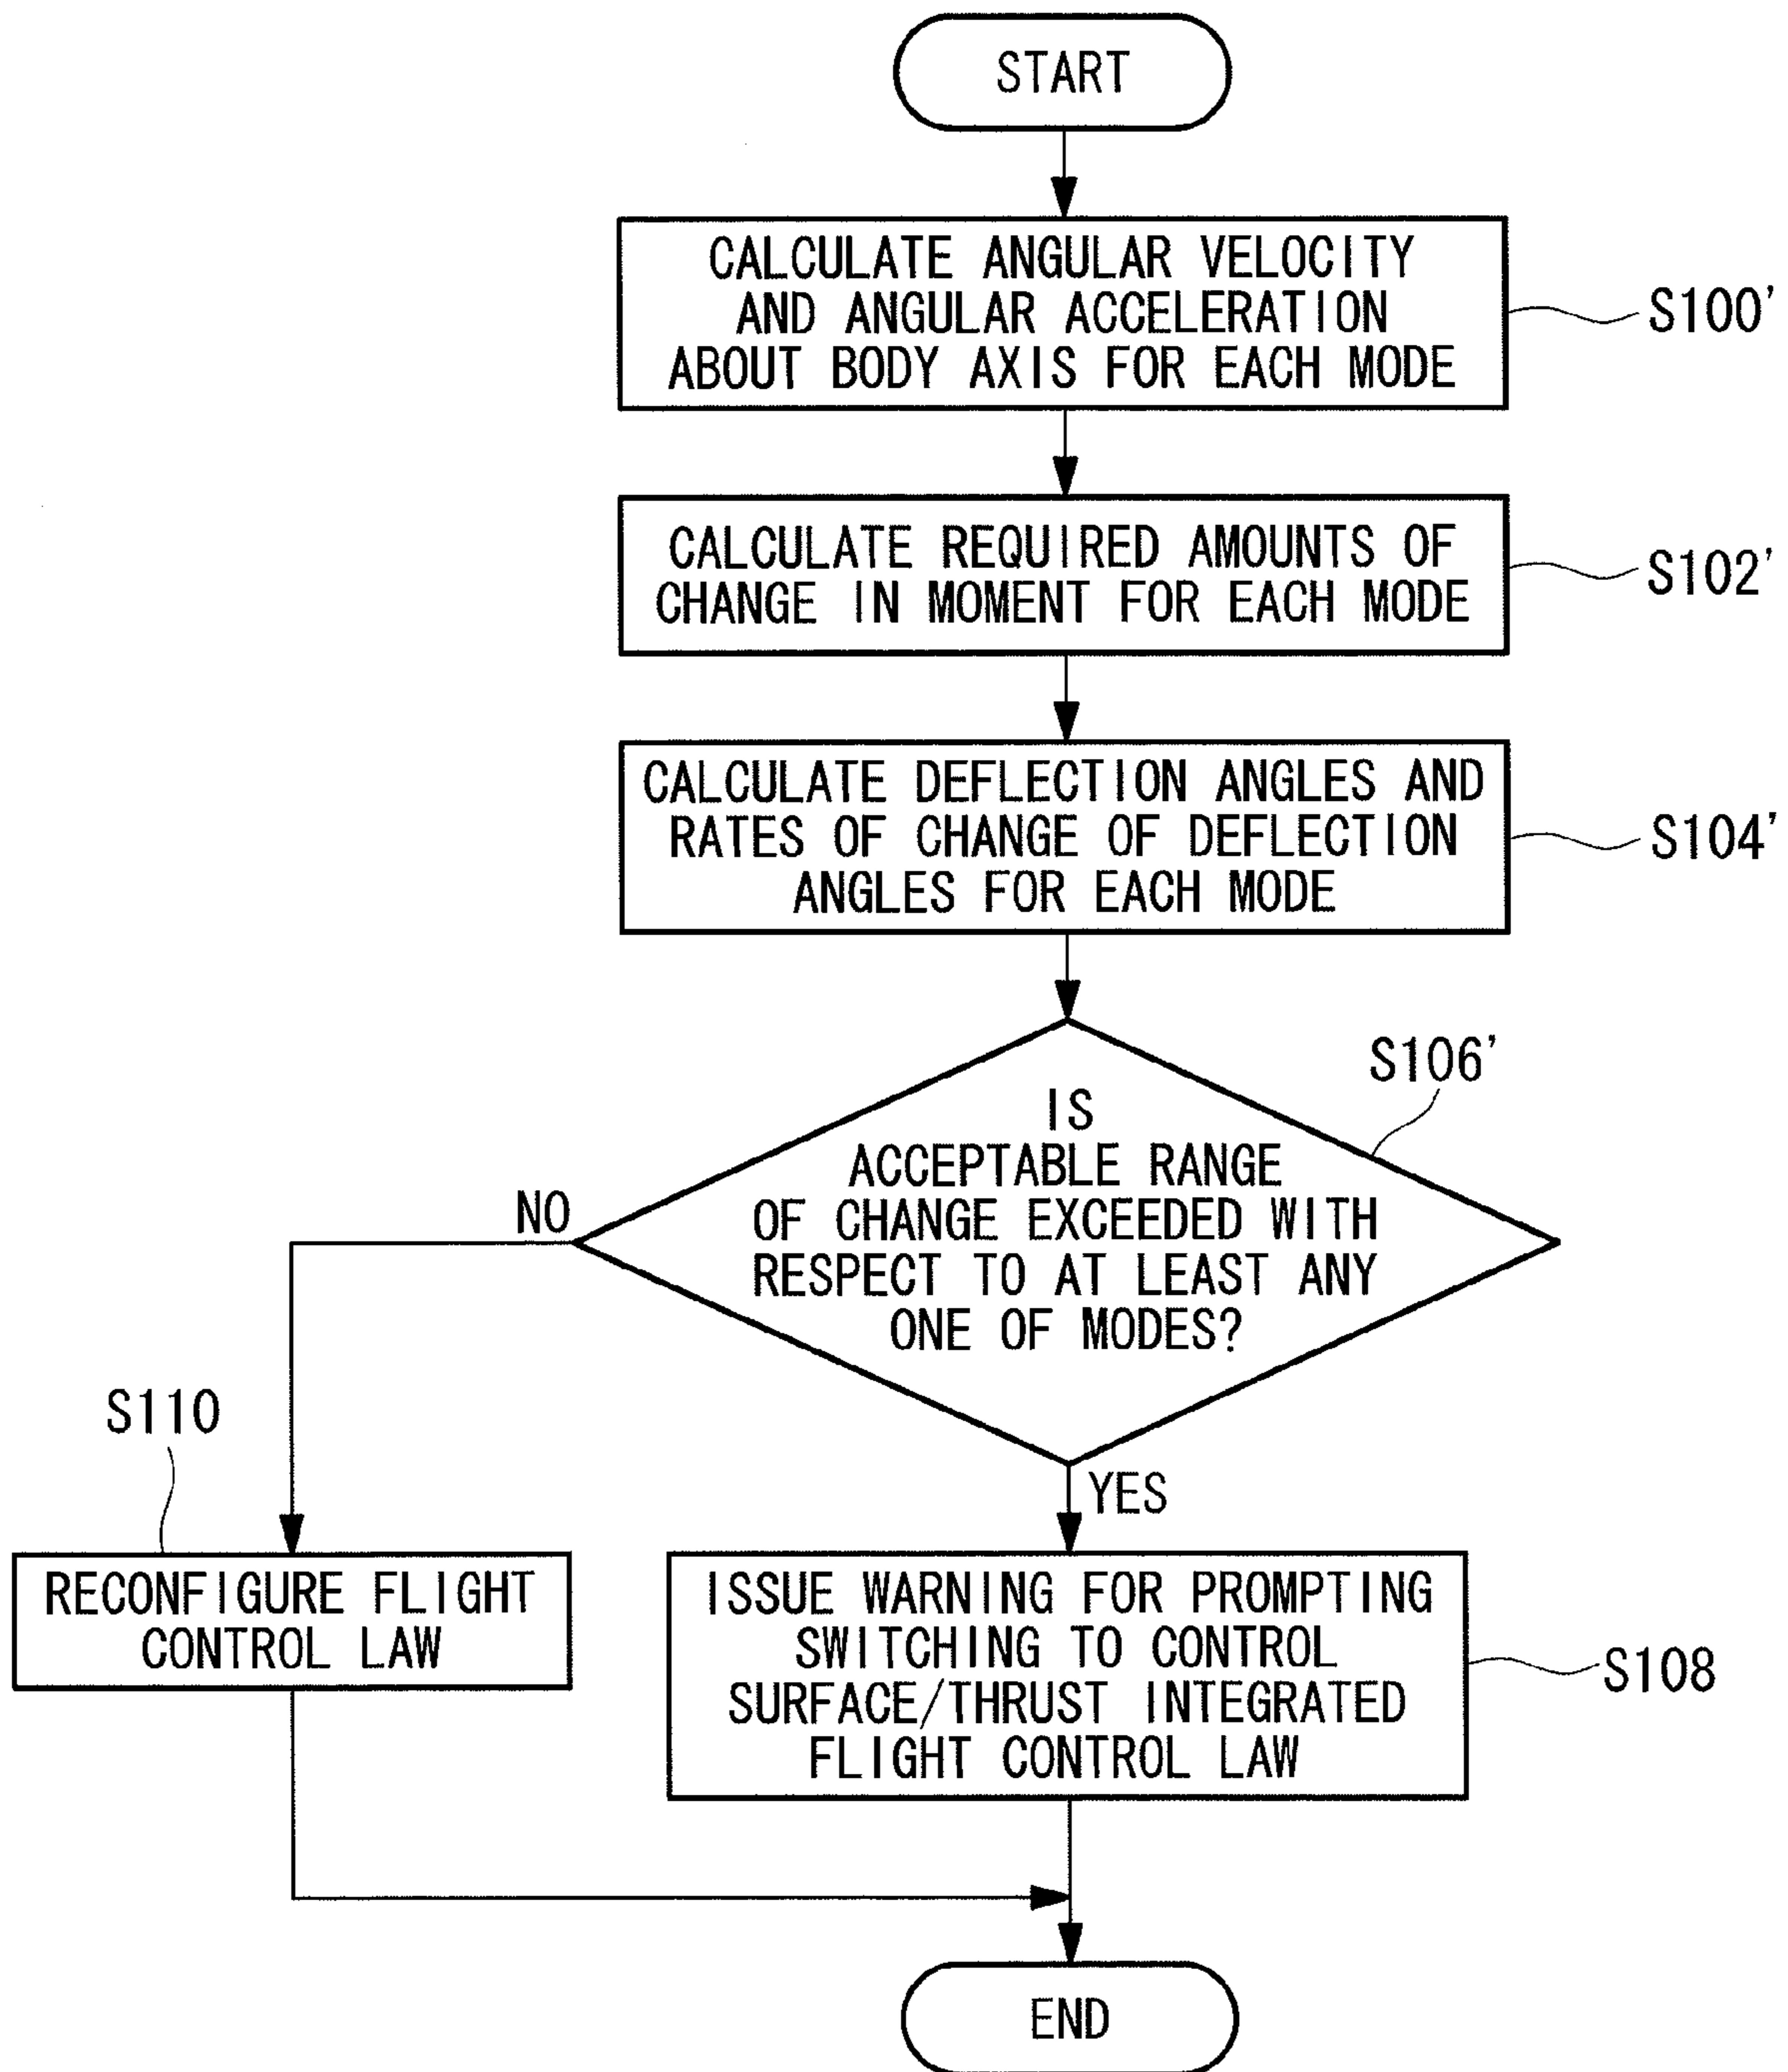 START
CALCULATE ANGULAR VELOCITY
AND ANGULAR ACCELERATION
ABOUT BODY AXIS FOR EACH MODE
S100'
CALCULATE REQUIRED AMOUNTS OF
CHANGE IN MOMENT FOR EACH MODE
S102'
CALCULATE DEFLECTION ANGLES AND
RATES OF CHANGE OF DEFLECTION
ANGLES FOR EACH MODE
S104'
S106'
IS
ACCEPTABLE RANGE
OF CHANGE EXCEEDED WITH
RESPECT TO AT LEAST ANY
ONE OF MODES?
NO
YES
S110
RECONFIGURE FLIGHT
CONTROL LAW
ISSUE WARNING FOR PROMPTING
SWITCHING TO CONTROL
SURFACE/THRUST INTEGRATED
FLIGHT CONTROL LAW
S108
END